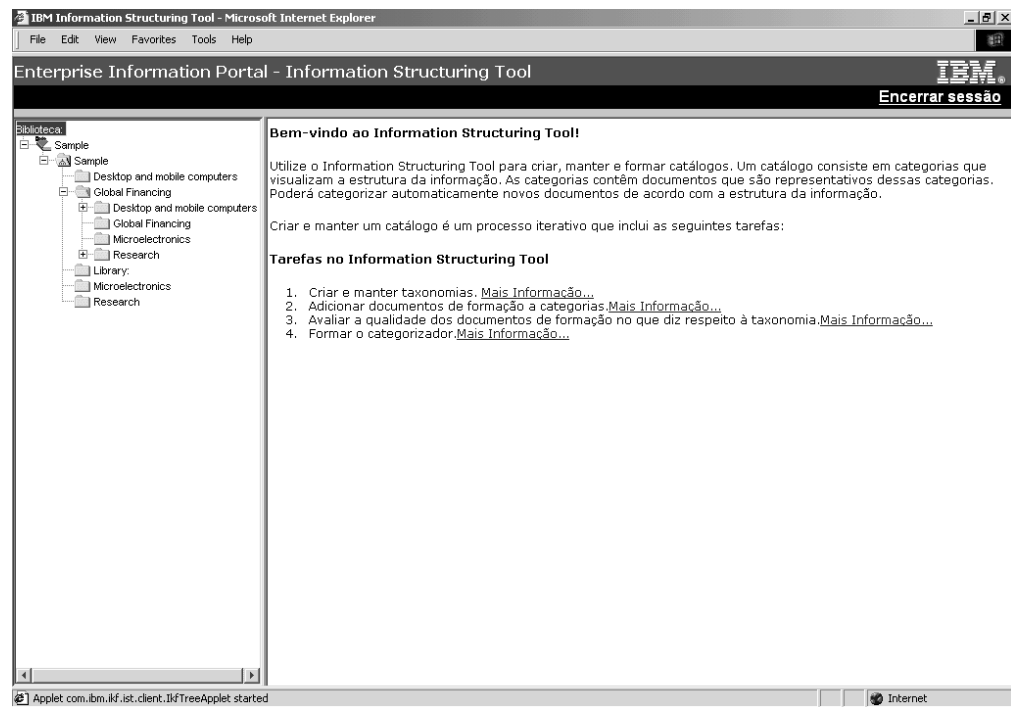 IBM Information Structuring Tool - Microsoft Internet Explorer
File Edit View Favorites Tools Help
Enterprise Information Portal - Information Structuring Tool
IBM®
Encerrar sessão
Biblioteca:
Sample
Sample
Desktop and mobile computers
Global Financing
Desktop and mobile computers
Global Financing
Microelectronics
Research
Library:
Microelectronics
Research
Bem-vindo ao Information Structuring Tool!
Utilize o Information Structuring Tool para criar, manter e formar catálogos. Um catálogo consiste em categorias que
visualizam a estrutura da informação. As categorias contêm documentos que são representativos dessas categorias.
Poderá categorizar automaticamente novos documentos de acordo com a estrutura da informação.
Criar e manter um catálogo é um processo iterativo que inclui as seguintes tarefas:
Tarefas no Information Structuring Tool
1. Criar e manter taxonomias. Mais Informação...
2. Adicionar documentos de formação a categorias.Mais Informação...
3. Avaliar a qualidade dos documentos de formação no que diz respeito à taxonomia.Mais Informação...
4. Formar o categorizador.Mais Informação...
Applet com.ibm.ikf.ist.client.IkfTreeApplet started
Internet